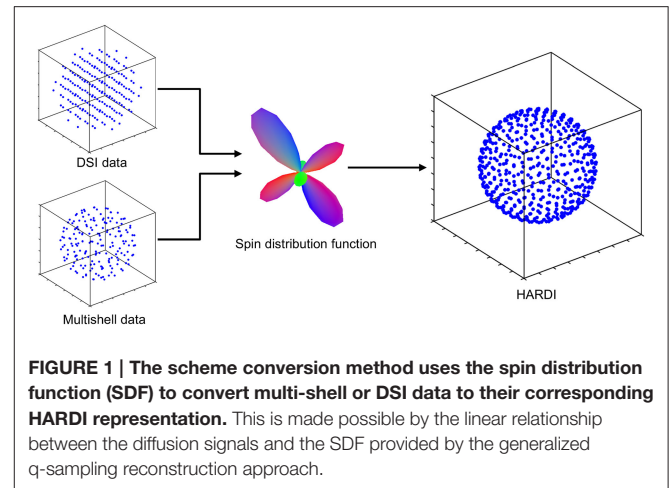 DSI data
Multishell data
Spin distribution function
HARDI
FIGURE 1 | The scheme conversion method uses the spin distribution
function (SDF) to convert multi-shell or DSI data to their corresponding
HARDI representation. This is made possible by the linear relationship
between the diffusion signals and the SDF provided by the generalized
q-sampling reconstruction approach.